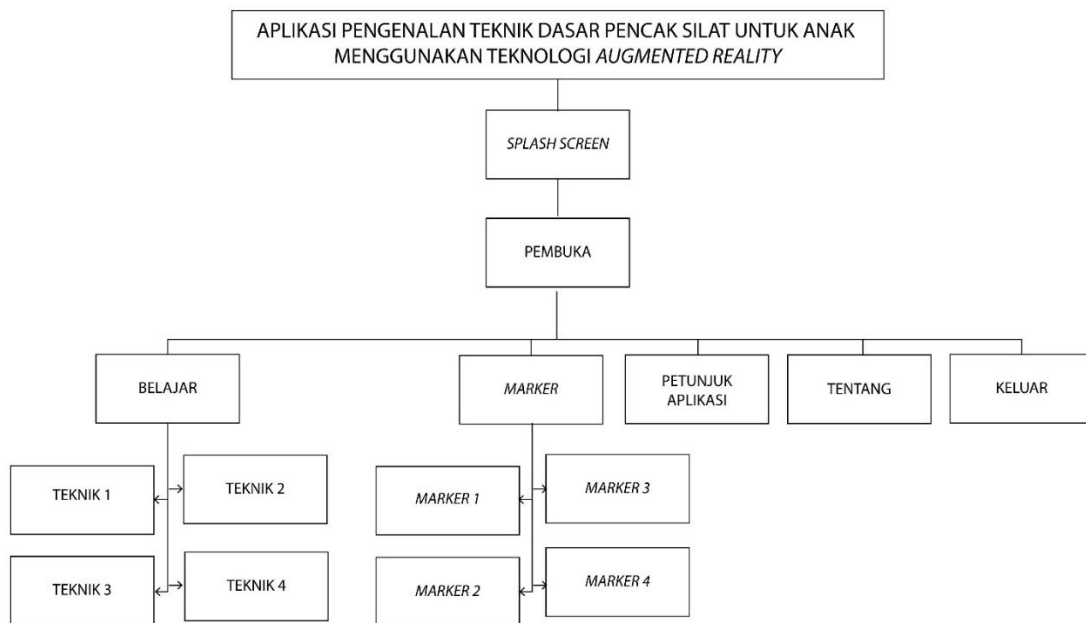 APLIKASI PENGENALAN TEKNIK DASAR PENCAK SILAT UNTUK ANAK
MENGGUNAKAN TEKNOLOGI AUGMENTED REALITY
SPLASH SCREEN
PEMBUKA
BELAJAR
MARKER
PETUNJUK
APLIKASI
TENTANG
KELUAR
TEKNIK 1
TEKNIK 2
MARKER 1
MARKER 3
TEKNIK 3
TEKNIK 4
MARKER 2
MARKER 4